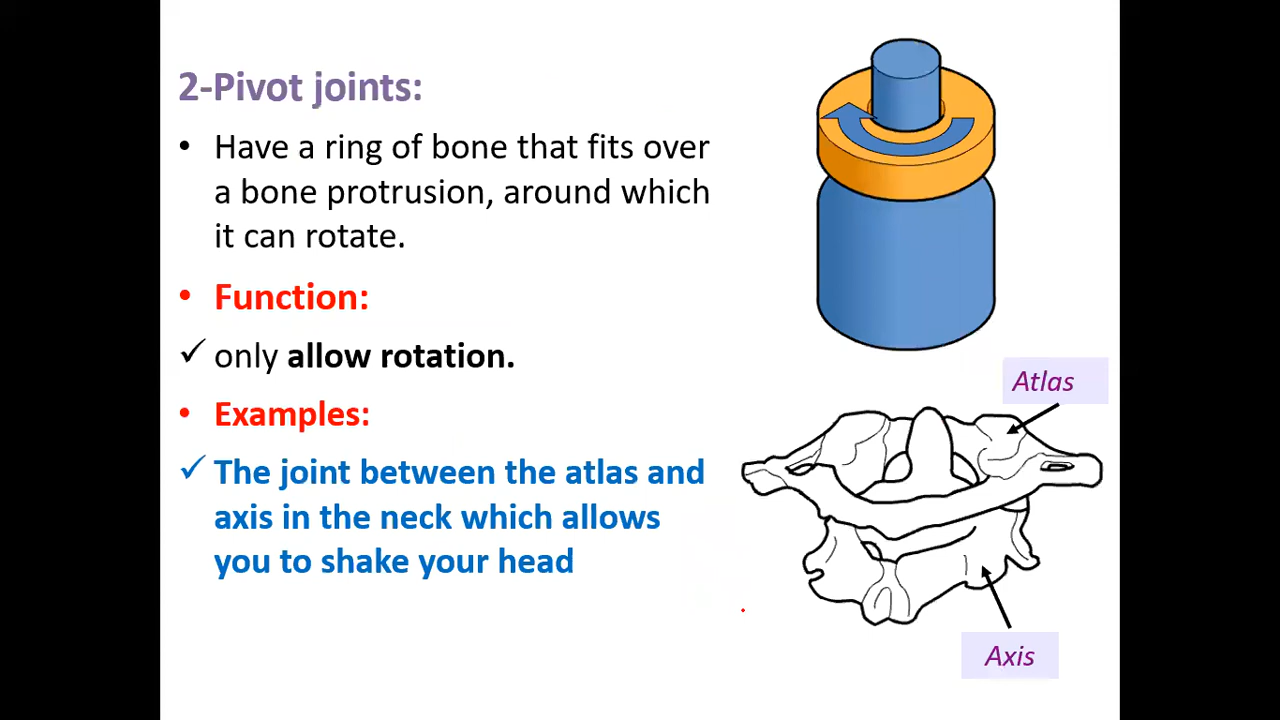 2-Pivot joints:
• Have a ring of bone that fits over
a bone protrusion, around which
it can rotate.
• Function:
✓ only allow rotation.
• Examples:
✓ The joint between the atlas and
axis in the neck which allows
you to shake your head
Atlas
Axis